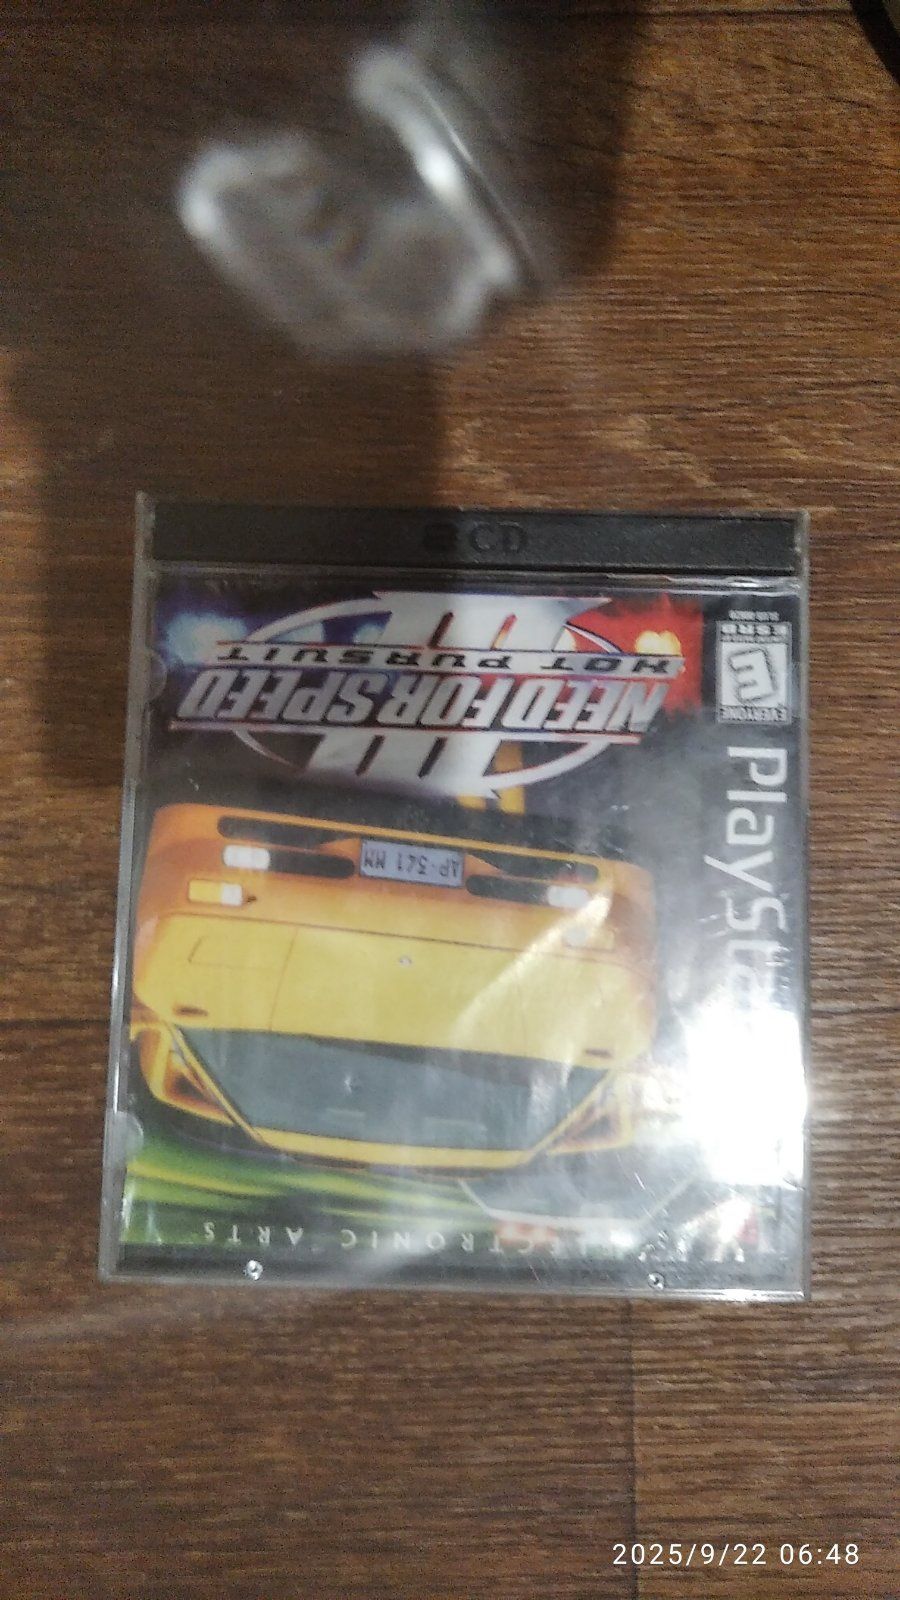 CD
NEED FOR SPEED
III
HOT PURSUIT
EVERYONE
E
ESRB
PlaySta
AP·541 MM
ELECTRONIC ARTS
2025/9/22 06:48